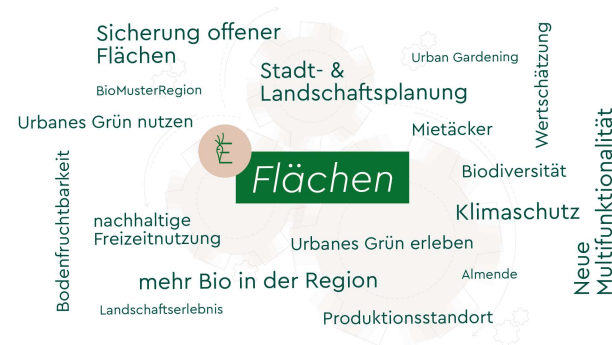 Sicherung offener
Flächen
Stadt- &
Landschaftsplanung
Urban Gardening
Wertschätzung
BioMusterRegion
Urbanes Grün nutzen
Mietäcker
Flächen
Biodiversität
Bodenfruchtbarkeit
nachhaltige
Freizeitnutzung
Klimaschutz
Neue
Multifunktionalität
Urbanes Grün erleben
mehr Bio in der Region
Almende
Landschaftserlebnis
Produktionsstandort